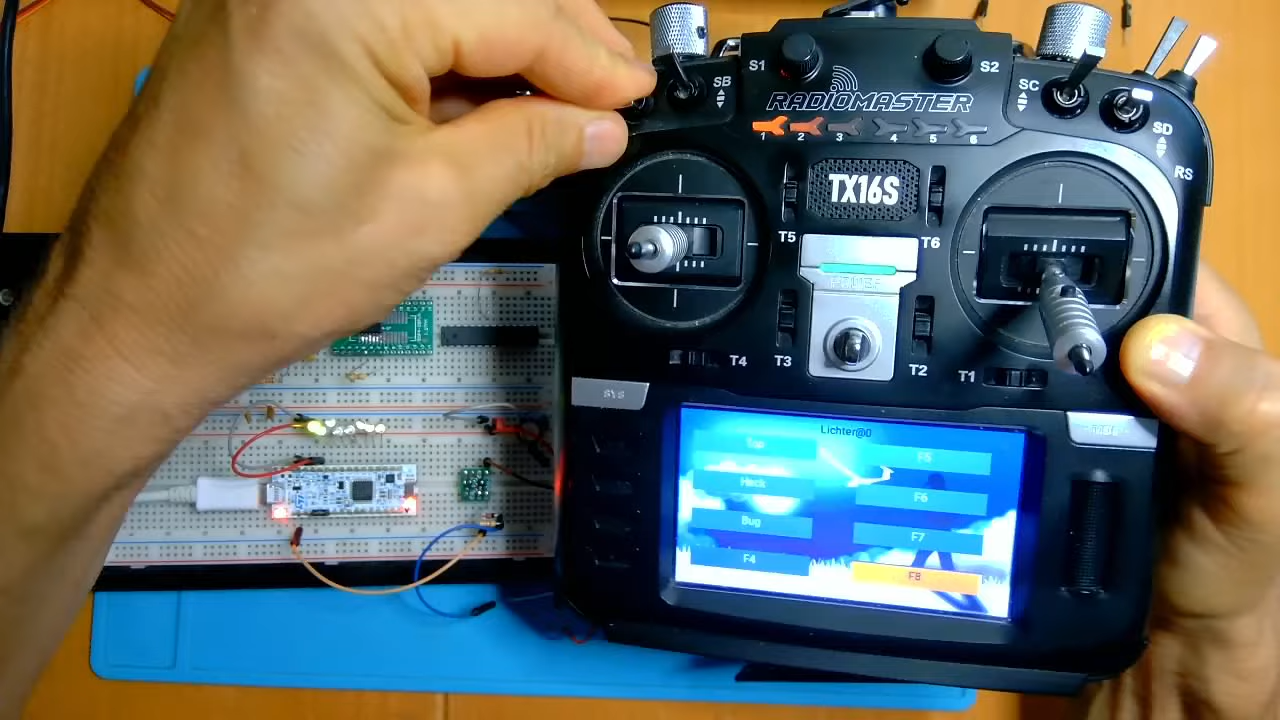 S1
S2
SB
SC
SD
RS
RADIOMASTER
1 2 3 4 5 6
TX16S
T5
T6
T3
T2
T4
T1
SYS
Lichter@0
Top
F5
Heck
F6
Bug
F7
F4
F8